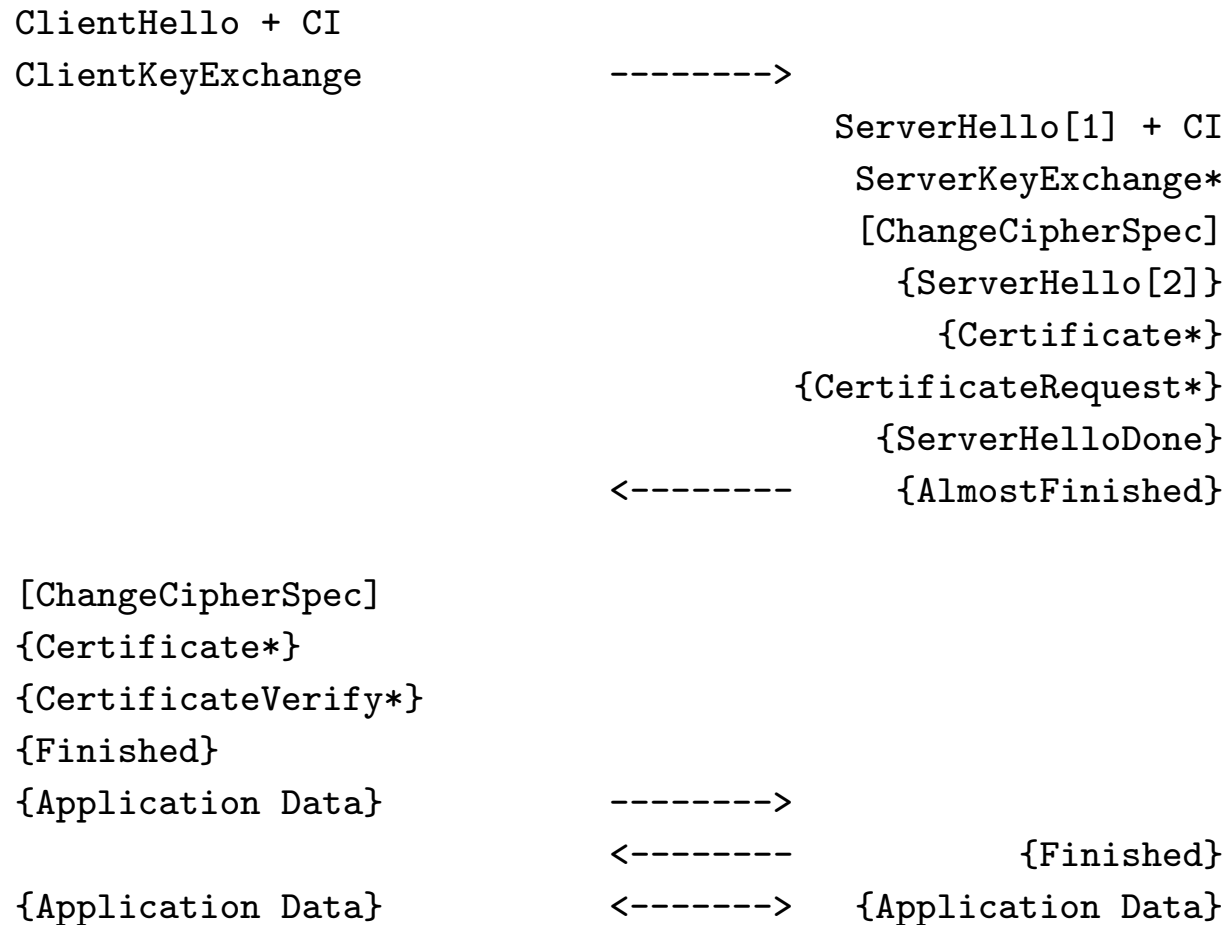 ClientHello + CI
ClientKeyExchange -------->
ServerHello[1] + CI
ServerKeyExchange*
[ChangeCipherSpec]
{ServerHello[2]}
{Certificate*}
{CertificateRequest*}
{ServerHelloDone}
<-------- {AlmostFinished}
[ChangeCipherSpec]
{Certificate*}
{CertificateVerify*}
{Finished}
{Application Data} -------->
<-------- {Finished}
{Application Data} <-------> {Application Data}